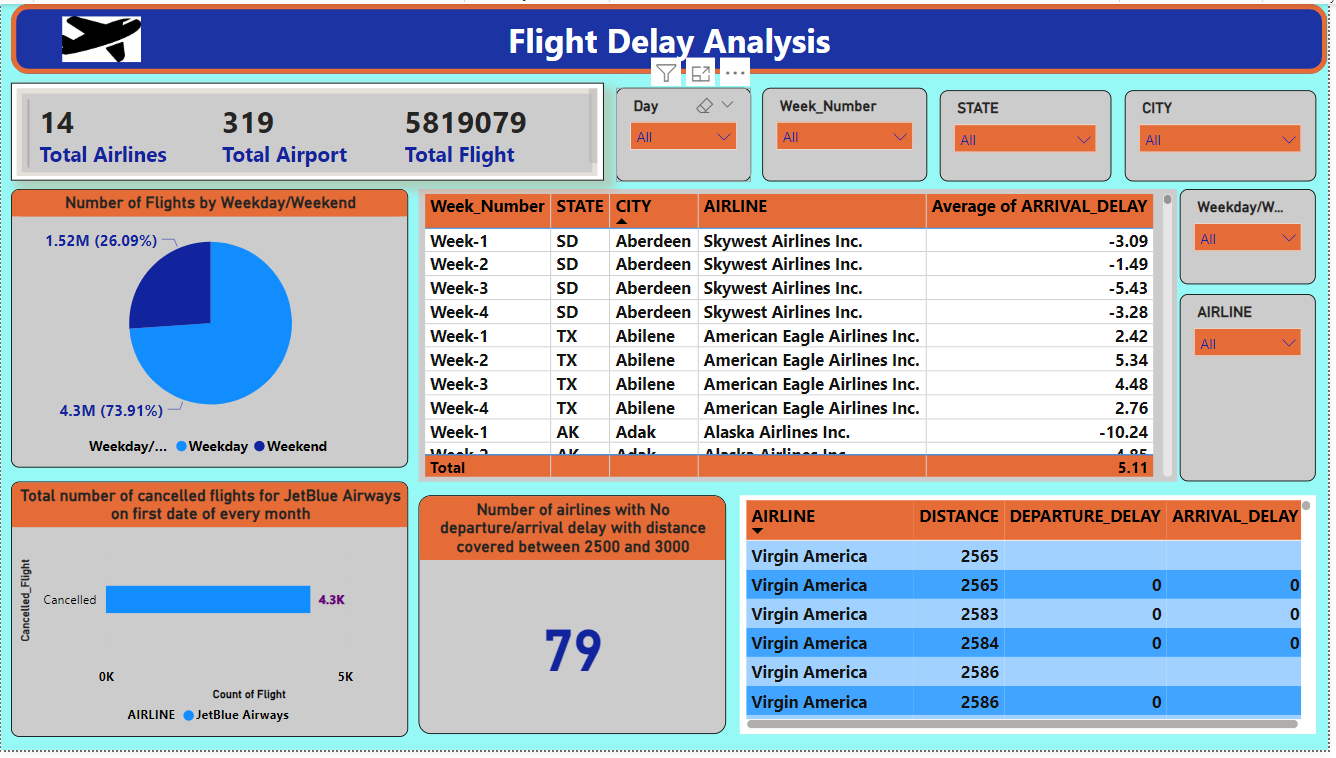 Flight Delay Analysis
14
319
5819079
Total Airlines
Total Airport
Total Flight
Day
All
Week_Number
All
STATE
All
CITY
All
Number of Flights by Weekday/Weekend
1.52M (26.09%)
4.3M (73.91%)
Weekday/... Weekday Weekend
Week_Number STATE CITY AIRLINE Average of ARRIVAL_DELAY
Week-1 SD Aberdeen Skywest Airlines Inc. -3.09
Week-2 SD Aberdeen Skywest Airlines Inc. -1.49
Week-3 SD Aberdeen Skywest Airlines Inc. -5.43
Week-4 SD Aberdeen Skywest Airlines Inc. -3.28
Week-1 TX Abilene American Eagle Airlines Inc. 2.42
Week-2 TX Abilene American Eagle Airlines Inc. 5.34
Week-3 TX Abilene American Eagle Airlines Inc. 4.48
Week-4 TX Abilene American Eagle Airlines Inc. 2.76
Week-1 AK Adak Alaska Airlines Inc. -10.24
Week-2 AK Adak Alaska Airlines Inc.
Total 5.11
Weekday/W...
All
AIRLINE
All
Total number of cancelled flights for JetBlue Airways
on first date of every month
Cancelled_Flight
Cancelled
4.3K
0K 5K
Count of Flight
AIRLINE JetBlue Airways
Number of airlines with No
departure/arrival delay with distance
covered between 2500 and 3000
79
AIRLINE DISTANCE DEPARTURE_DELAY ARRIVAL_DELAY
Virgin America 2565
Virgin America 2565 0 0
Virgin America 2583 0 0
Virgin America 2584 0 0
Virgin America 2586
Virgin America 2586 0